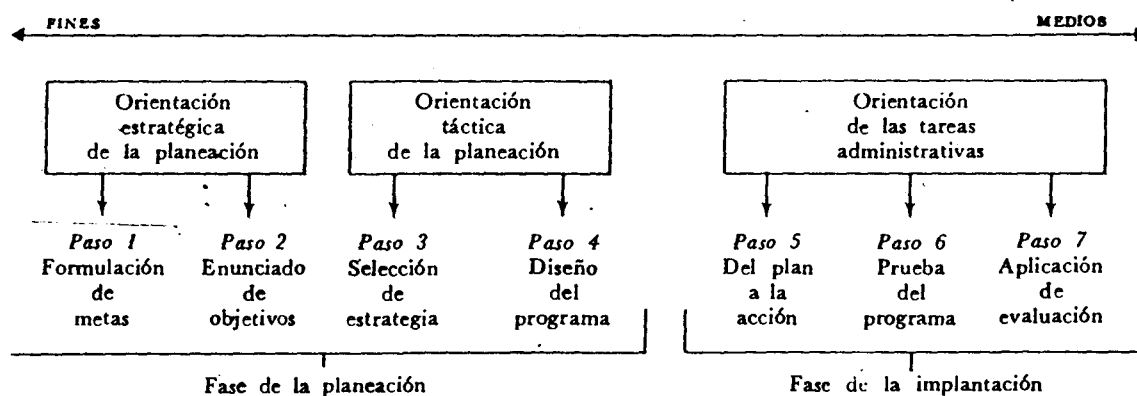 FINES
MEDIOS
Orientación
estratégica
de la planeación
Orientación
táctica
de la planeación
Orientación
de las tareas
administrativas
Paso 1
Formulación
de
metas
Paso 2
Enunciado
de
objetivos
Paso 3
Selección
de
estrategia
Paso 4
Diseño
del
programa
Paso 5
Del plan
a la
acción
Paso 6
Prueba
del
programa
Paso 7
Aplicación
de
evaluación
Fase de la planeación
Fase de la implantación